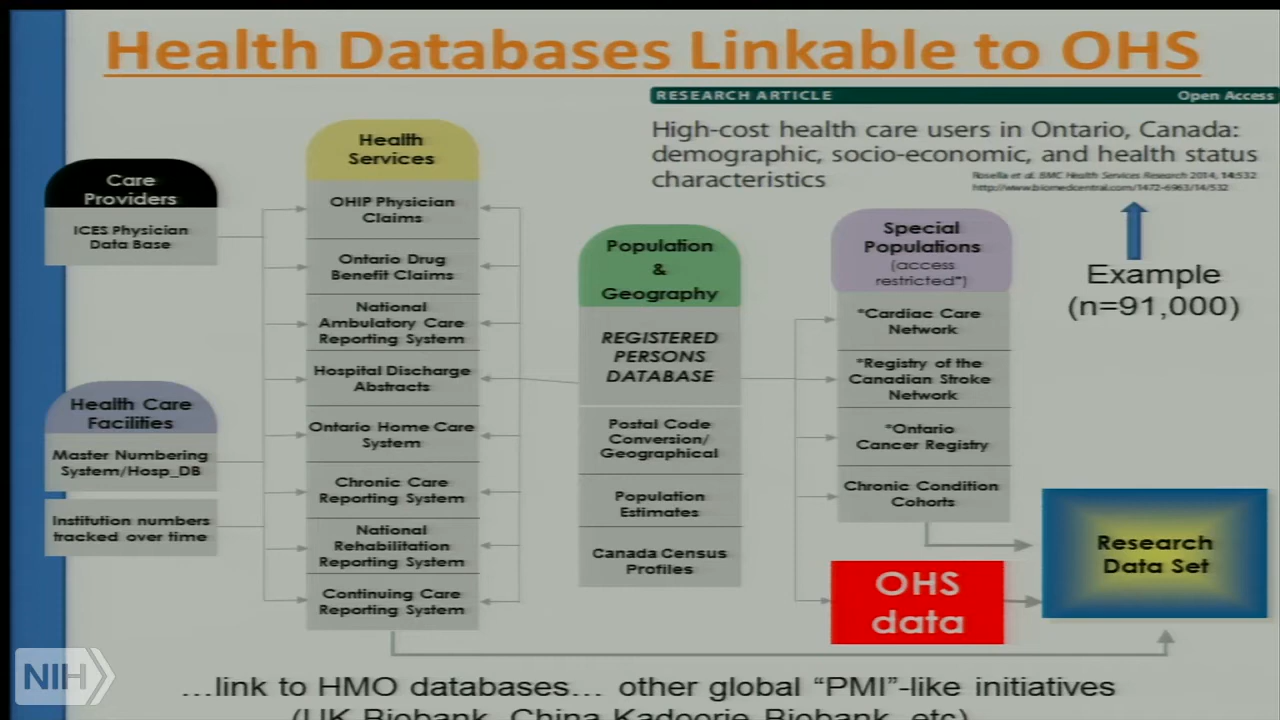 Health Databases Linkable to OHS
RESEARCH ARTICLE
Open Access
High-cost health care users in Ontario, Canada:
demographic, socio-economic, and health status
characteristics
Rosella et al. BMC Health Services Research 2014, 14:532
http://www.biomedcentral.com/1472-6963/14/532
Example
(n=91,000)
Care
Providers
ICES Physician
Data Base
Health Care
Facilities
Master Numbering
System/Hosp_DB
Institution numbers
tracked over time
Health
Services
OHIP Physician
Claims
Ontario Drug
Benefit Claims
National
Ambulatory Care
Reporting System
Hospital Discharge
Abstracts
Ontario Home Care
System
Chronic Care
Reporting System
National
Rehabilitation
Reporting System
Continuing Care
Reporting System
Population
&
Geography
REGISTERED
PERSONS
DATABASE
Postal Code
Conversion/
Geographical
Population
Estimates
Canada Census
Profiles
Special
Populations
(access
restricted*)
*Cardiac Care
Network
*Registry of the
Canadian Stroke
Network
*Ontario
Cancer Registry
Chronic Condition
Cohorts
OHS
data
Research
Data Set
...link to HMO databases... other global “PMI”-like initiatives
(UK Biobank, China Kadoorie Biobank, etc)
NIH